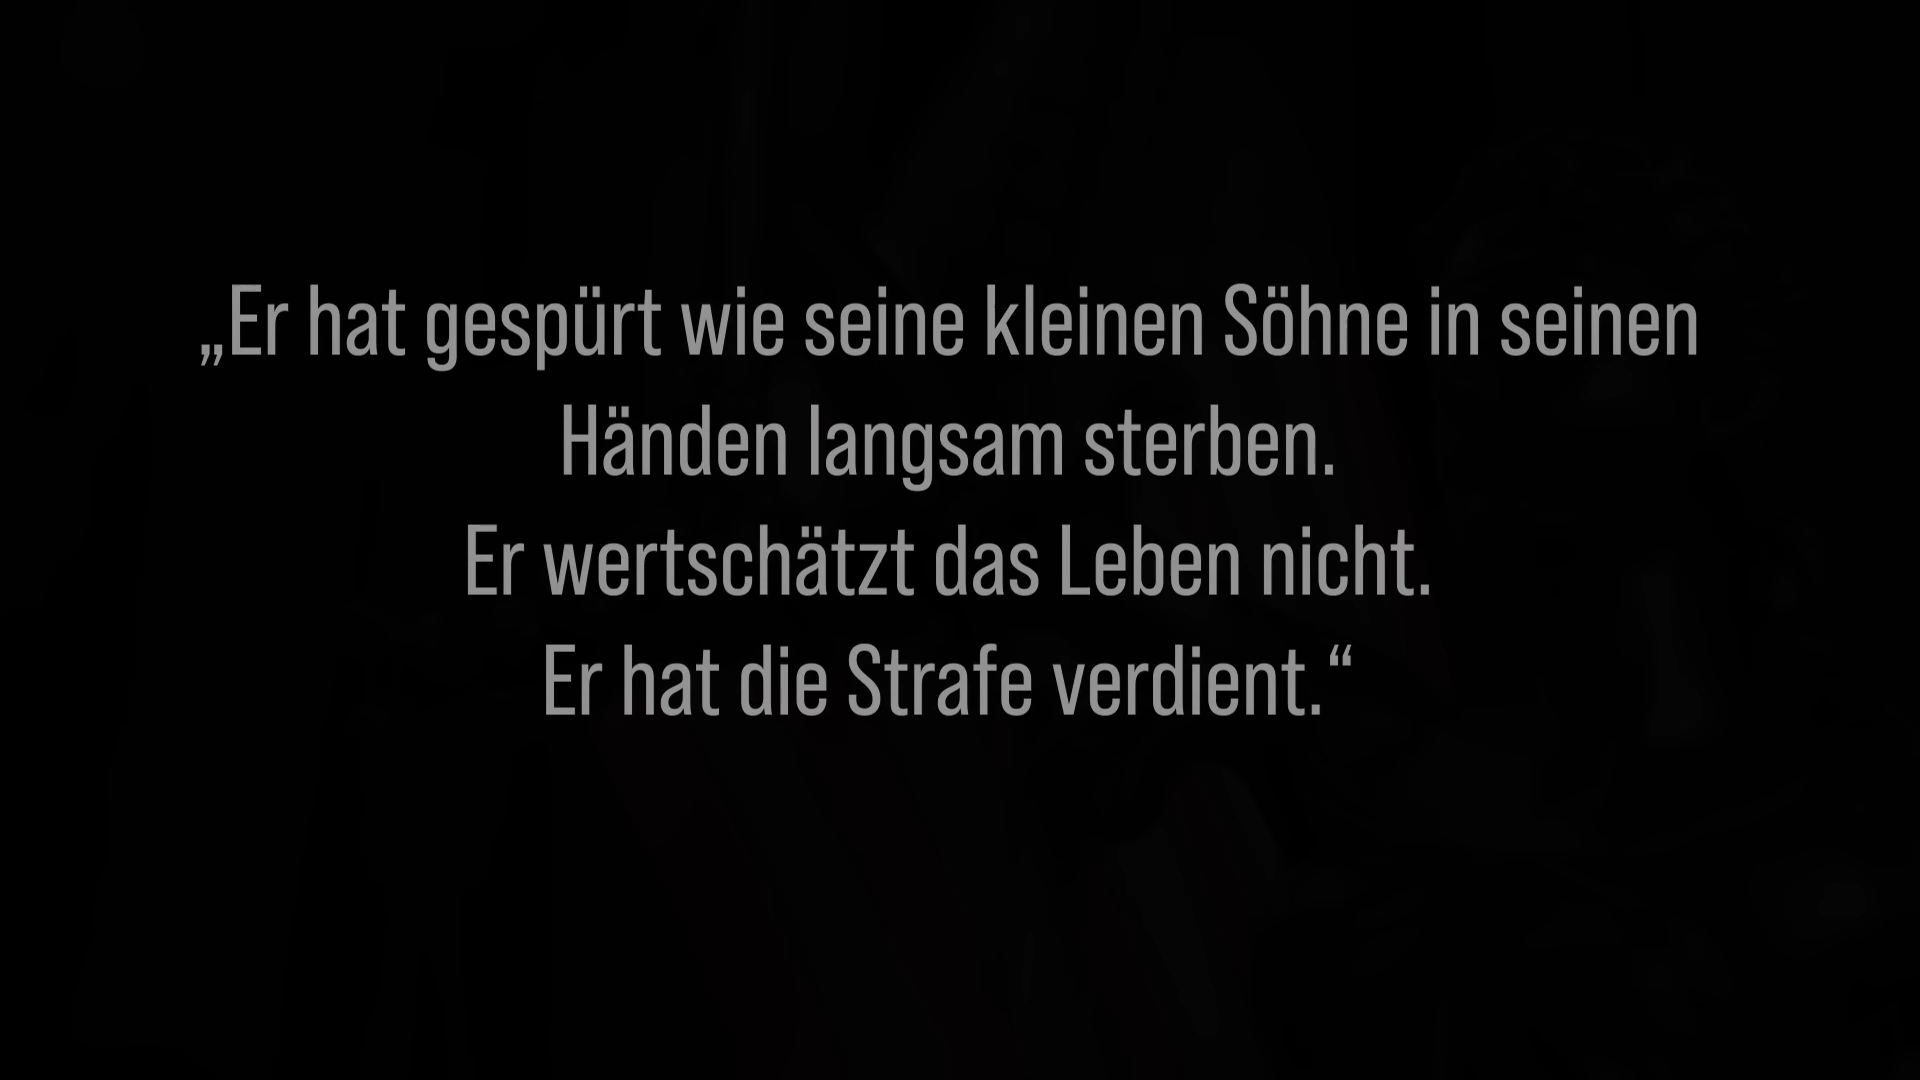 „Er hat gespürt wie seine kleinen Söhne in seinen
Händen langsam sterben.
Er wertschätzt das Leben nicht.
Er hat die Strafe verdient.“